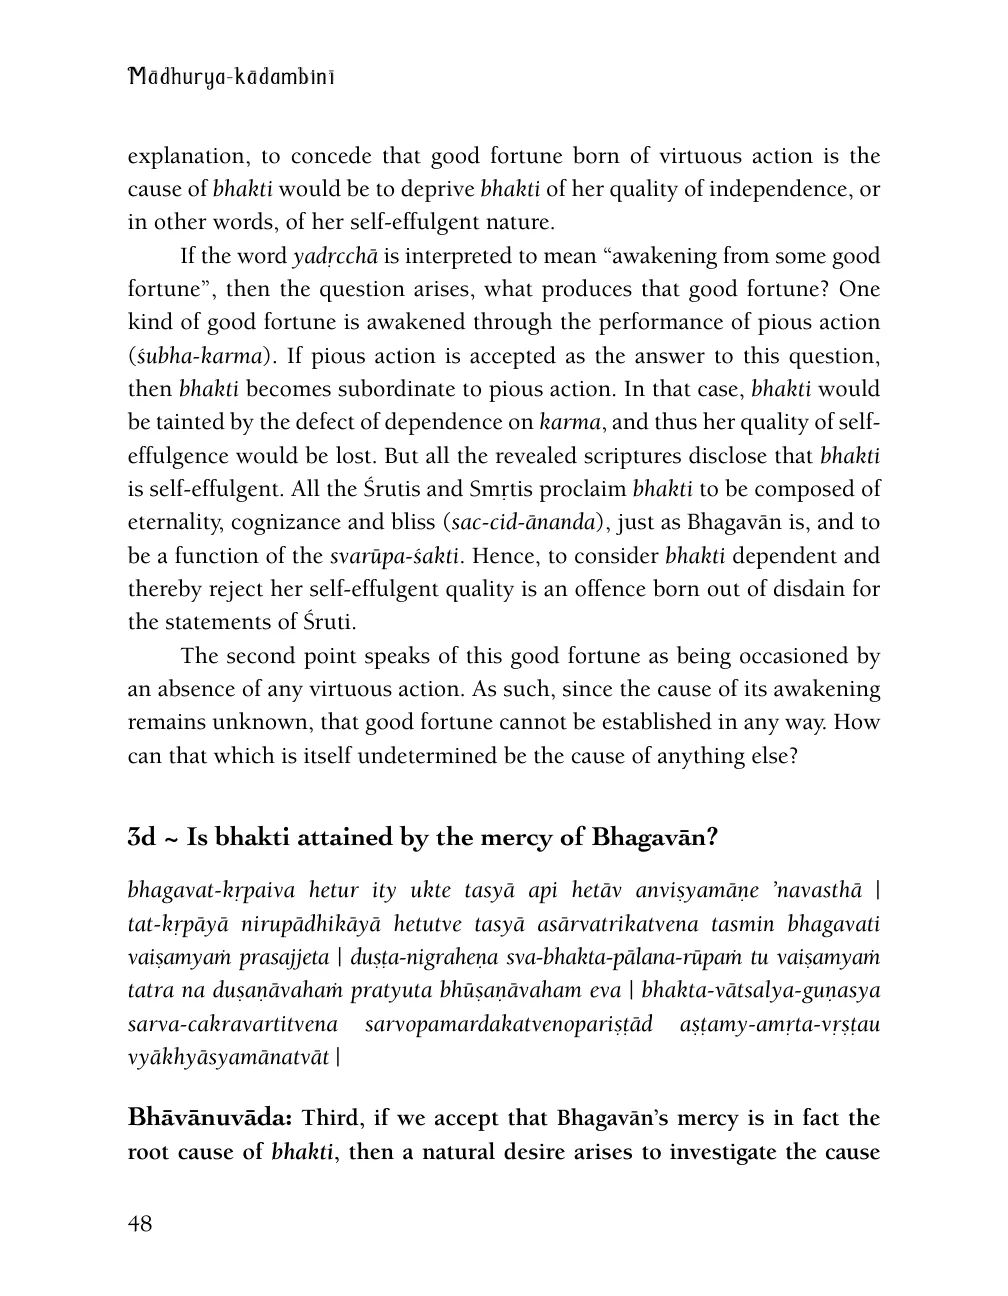 Mādhurya-kādambinī
explanation, to concede that good fortune born of virtuous action is the
cause of bhakti would be to deprive bhakti of her quality of independence, or
in other words, of her self-effulgent nature.
If the word yadṛcchā is interpreted to mean “awakening from some good
fortune”, then the question arises, what produces that good fortune? One
kind of good fortune is awakened through the performance of pious action
(śubha-karma). If pious action is accepted as the answer to this question,
then bhakti becomes subordinate to pious action. In that case, bhakti would
be tainted by the defect of dependence on karma, and thus her quality of self-
effulgence would be lost. But all the revealed scriptures disclose that bhakti
is self-effulgent. All the Śrutis and Smṛtis proclaim bhakti to be composed of
eternality, cognizance and bliss (sac-cid-ānanda), just as Bhagavān is, and to
be a function of the svarūpa-śakti. Hence, to consider bhakti dependent and
thereby reject her self-effulgent quality is an offence born out of disdain for
the statements of Śruti.
The second point speaks of this good fortune as being occasioned by
an absence of any virtuous action. As such, since the cause of its awakening
remains unknown, that good fortune cannot be established in any way. How
can that which is itself undetermined be the cause of anything else?
3d ~ Is bhakti attained by the mercy of Bhagavān?
bhagavat-kṛpaiva hetur ity ukte tasyā api hetāv anviṣyamāṇe ’navasthā |
tat-kṛpāyā nirupādhikāyā hetutve tasyā asārvatrikatvena tasmin bhagavati
vaiṣamyaṁ prasajjeta | duṣṭa-nigraheṇa sva-bhakta-pālana-rūpaṁ tu vaiṣamyaṁ
tatra na duṣaṇāvahaṁ pratyuta bhūṣaṇāvaham eva | bhakta-vātsalya-guṇasya
sarva-cakravartitvena sarvopamardakatvenopariṣṭād aṣṭamy-amṛta-vṛṣṭau
vyākhyāsyamānatvāt |
Bhāvānuvāda: Third, if we accept that Bhagavān’s mercy is in fact the
root cause of bhakti, then a natural desire arises to investigate the cause
48